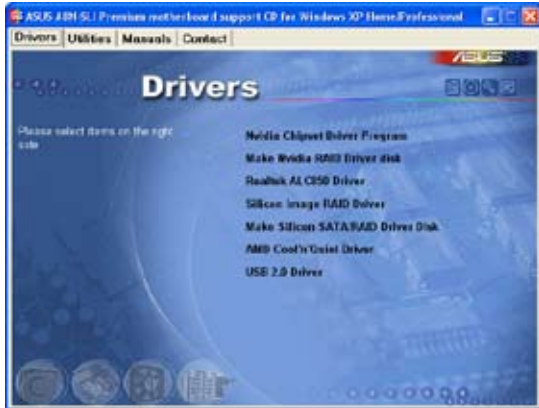 ASUS A8N-SLI Premium motherboard support CD for Windows XP Home/Professional
Drivers Utilities Manuals Contact
ASUS
Drivers
Please select items on the right side
Nvidia Chipset Driver Program
Make Nvidia RAID Driver disk
Realtek ALC850 Driver
Silicon Image RAID Driver
Make Silicon SATA/RAID Driver Disk
AMD Cool'n'Quiet Driver
USB 2.0 Driver